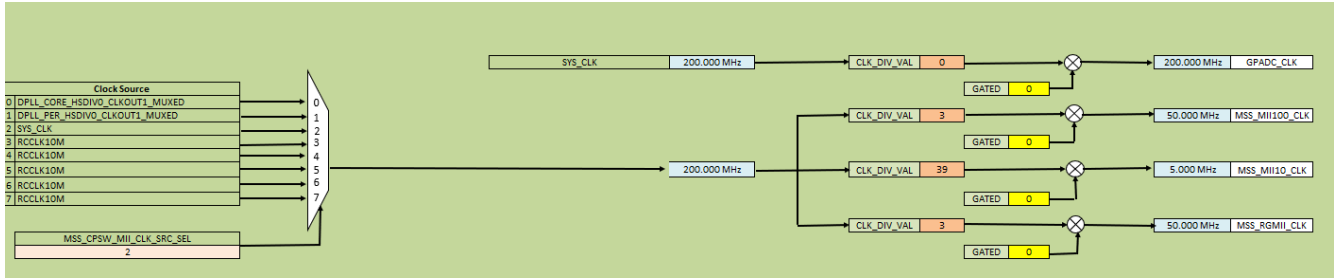 SYS_CLK 200.000 MHz CLK_DIV_VAL 0 200.000 MHz GPADC_CLK
GATED 0
Clock Source
0 DPLL_CORE_HSDIV0_CLKOUT1_MUXED 0
1 DPLL_PER_HSDIV0_CLKOUT1_MUXED 1
2 SYS_CLK 2
3 RCCLK10M 3
4 RCCLK10M 4
5 RCCLK10M 5
6 RCCLK10M 6
7 RCCLK10M 7
CLK_DIV_VAL 3 50.000 MHz MSS_MII100_CLK
GATED 0
200.000 MHz CLK_DIV_VAL 39 5.000 MHz MSS_MII10_CLK
GATED 0
CLK_DIV_VAL 3 50.000 MHz MSS_RGMII_CLK
GATED 0
MSS_CPSW_MII_CLK_SRC_SEL
2